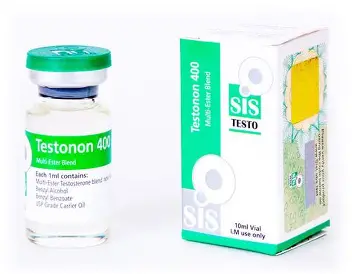 Testonon 400
Multi-Ester Blend
Each 1ml contains:
Multi-Ester Testosterone blend
Benzyl Alcohol
Benzyl Benzoate
USP Grade Carrier Oil
Testonon 400
Multi-Ester Blend
SIS
TESTO
SIS
10ml Vial
I.M use only